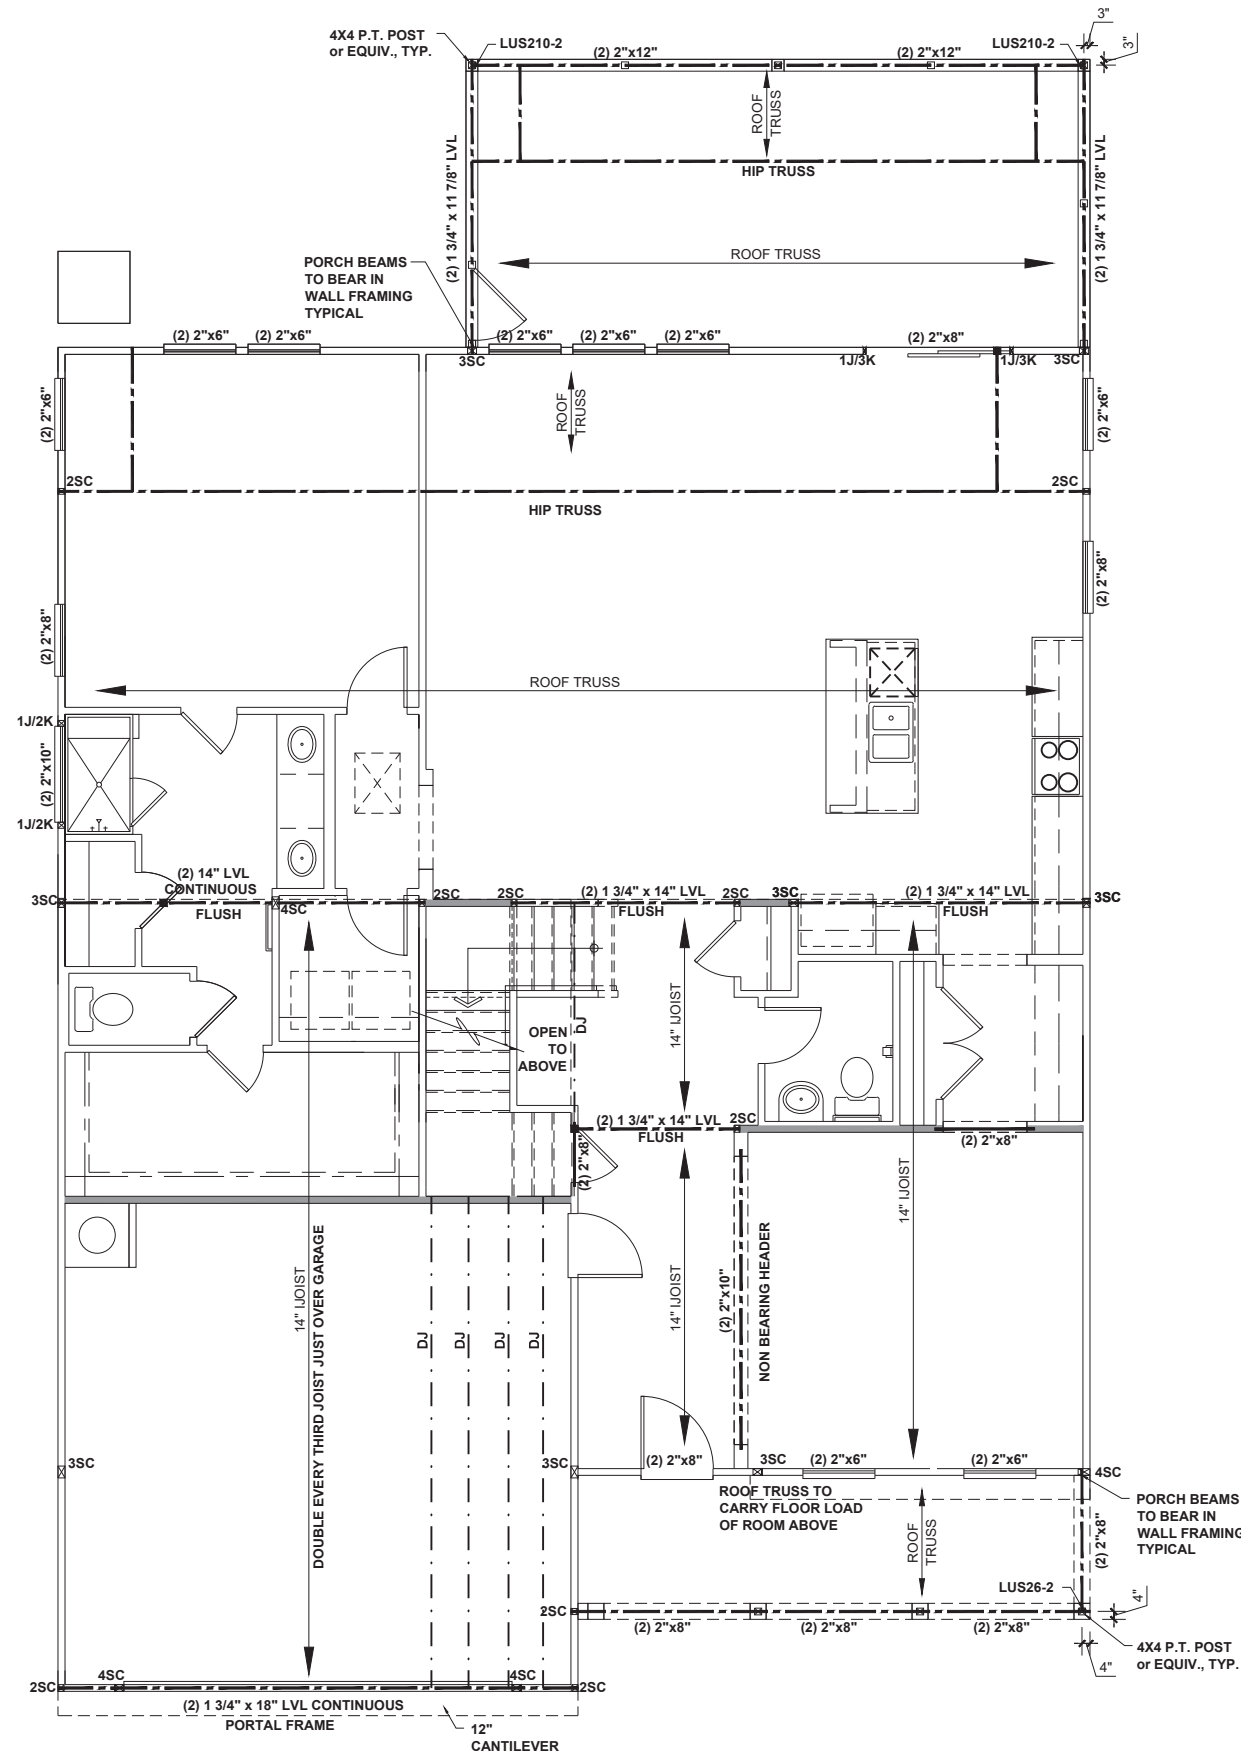 3"
4X4 P.T. POST
or EQUIV., TYP.
LUS210-2
(2) 2"x12"
(2) 2"x12"
LUS210-2
3"
ROOF
TRUSS
(2) 1 3/4" x 11 7/8" LVL
(2) 1 3/4" x 11 7/8" LVL
HIP TRUSS
ROOF TRUSS
PORCH BEAMS
TO BEAR IN
WALL FRAMING
TYPICAL
(2) 2"x6"
(2) 2"x6"
(2) 2"x6"
(2) 2"x6"
(2) 2"x6"
(2) 2"x8"
3SC
1J/3K
1J/3K
3SC
(2) 2"x6"
ROOF
TRUSS
(2) 2"x6"
2SC
2SC
HIP TRUSS
(2) 2"x8"
(2) 2"x8"
ROOF TRUSS
1J/2K
(2) 2"x10"
1J/2K
(2) 14" LVL
CONTINUOUS
FLUSH
3SC
4SC
2SC
2SC
(2) 1 3/4" x 14" LVL
FLUSH
2SC
3SC
(2) 1 3/4" x 14" LVL
FLUSH
3SC
14" IJOIST
DJ
OPEN
TO
ABOVE
(2) 1 3/4" x 14" LVL
FLUSH
2SC
(2) 2"x8"
(2) 2"x8"
14" IJOIST
14" IJOIST
DOUBLE EVERY THIRD JOIST JUST OVER GARAGE
14" IJOIST
(2) 2"x10"
NON BEARING HEADER
DJ
DJ
DJ
DJ
3SC
3SC
(2) 2"x8"
3SC
(2) 2"x6"
(2) 2"x6"
4SC
ROOF TRUSS TO
CARRY FLOOR LOAD
OF ROOM ABOVE
PORCH BEAMS
TO BEAR IN
WALL FRAMING
TYPICAL
ROOF
TRUSS
(2) 2"x8"
LUS26-2
4"
2SC
(2) 2"x8"
(2) 2"x8"
(2) 2"x8"
4X4 P.T. POST
or EQUIV., TYP.
4"
2SC
4SC
4SC
2SC
(2) 1 3/4" x 18" LVL CONTINUOUS
PORTAL FRAME
12"
CANTILEVER